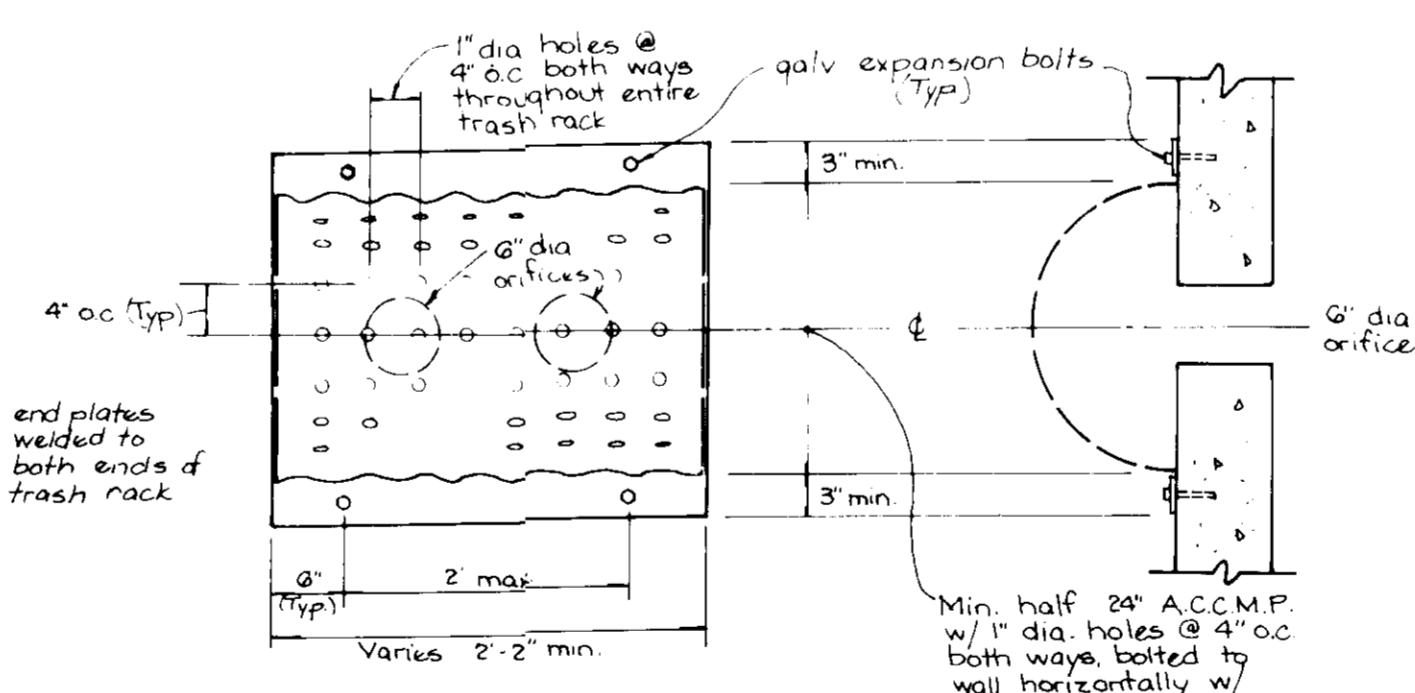 1" dia holes @
4" o.c both ways
throughout entire
trash rack
galv expansion bolts
(Typ)
3" min.
6" dia
orifices
4" o.c (Typ)
℄
6" dia
orifice
end plates
welded to
both ends of
trash rack
3" min.
6"
(Typ.)
2' max
Varies 2'-2" min.
Min. half 24" A.C.C.M.P.
w/ 1" dia. holes @ 4" o.c.
both ways, bolted to
wall horizontally w/